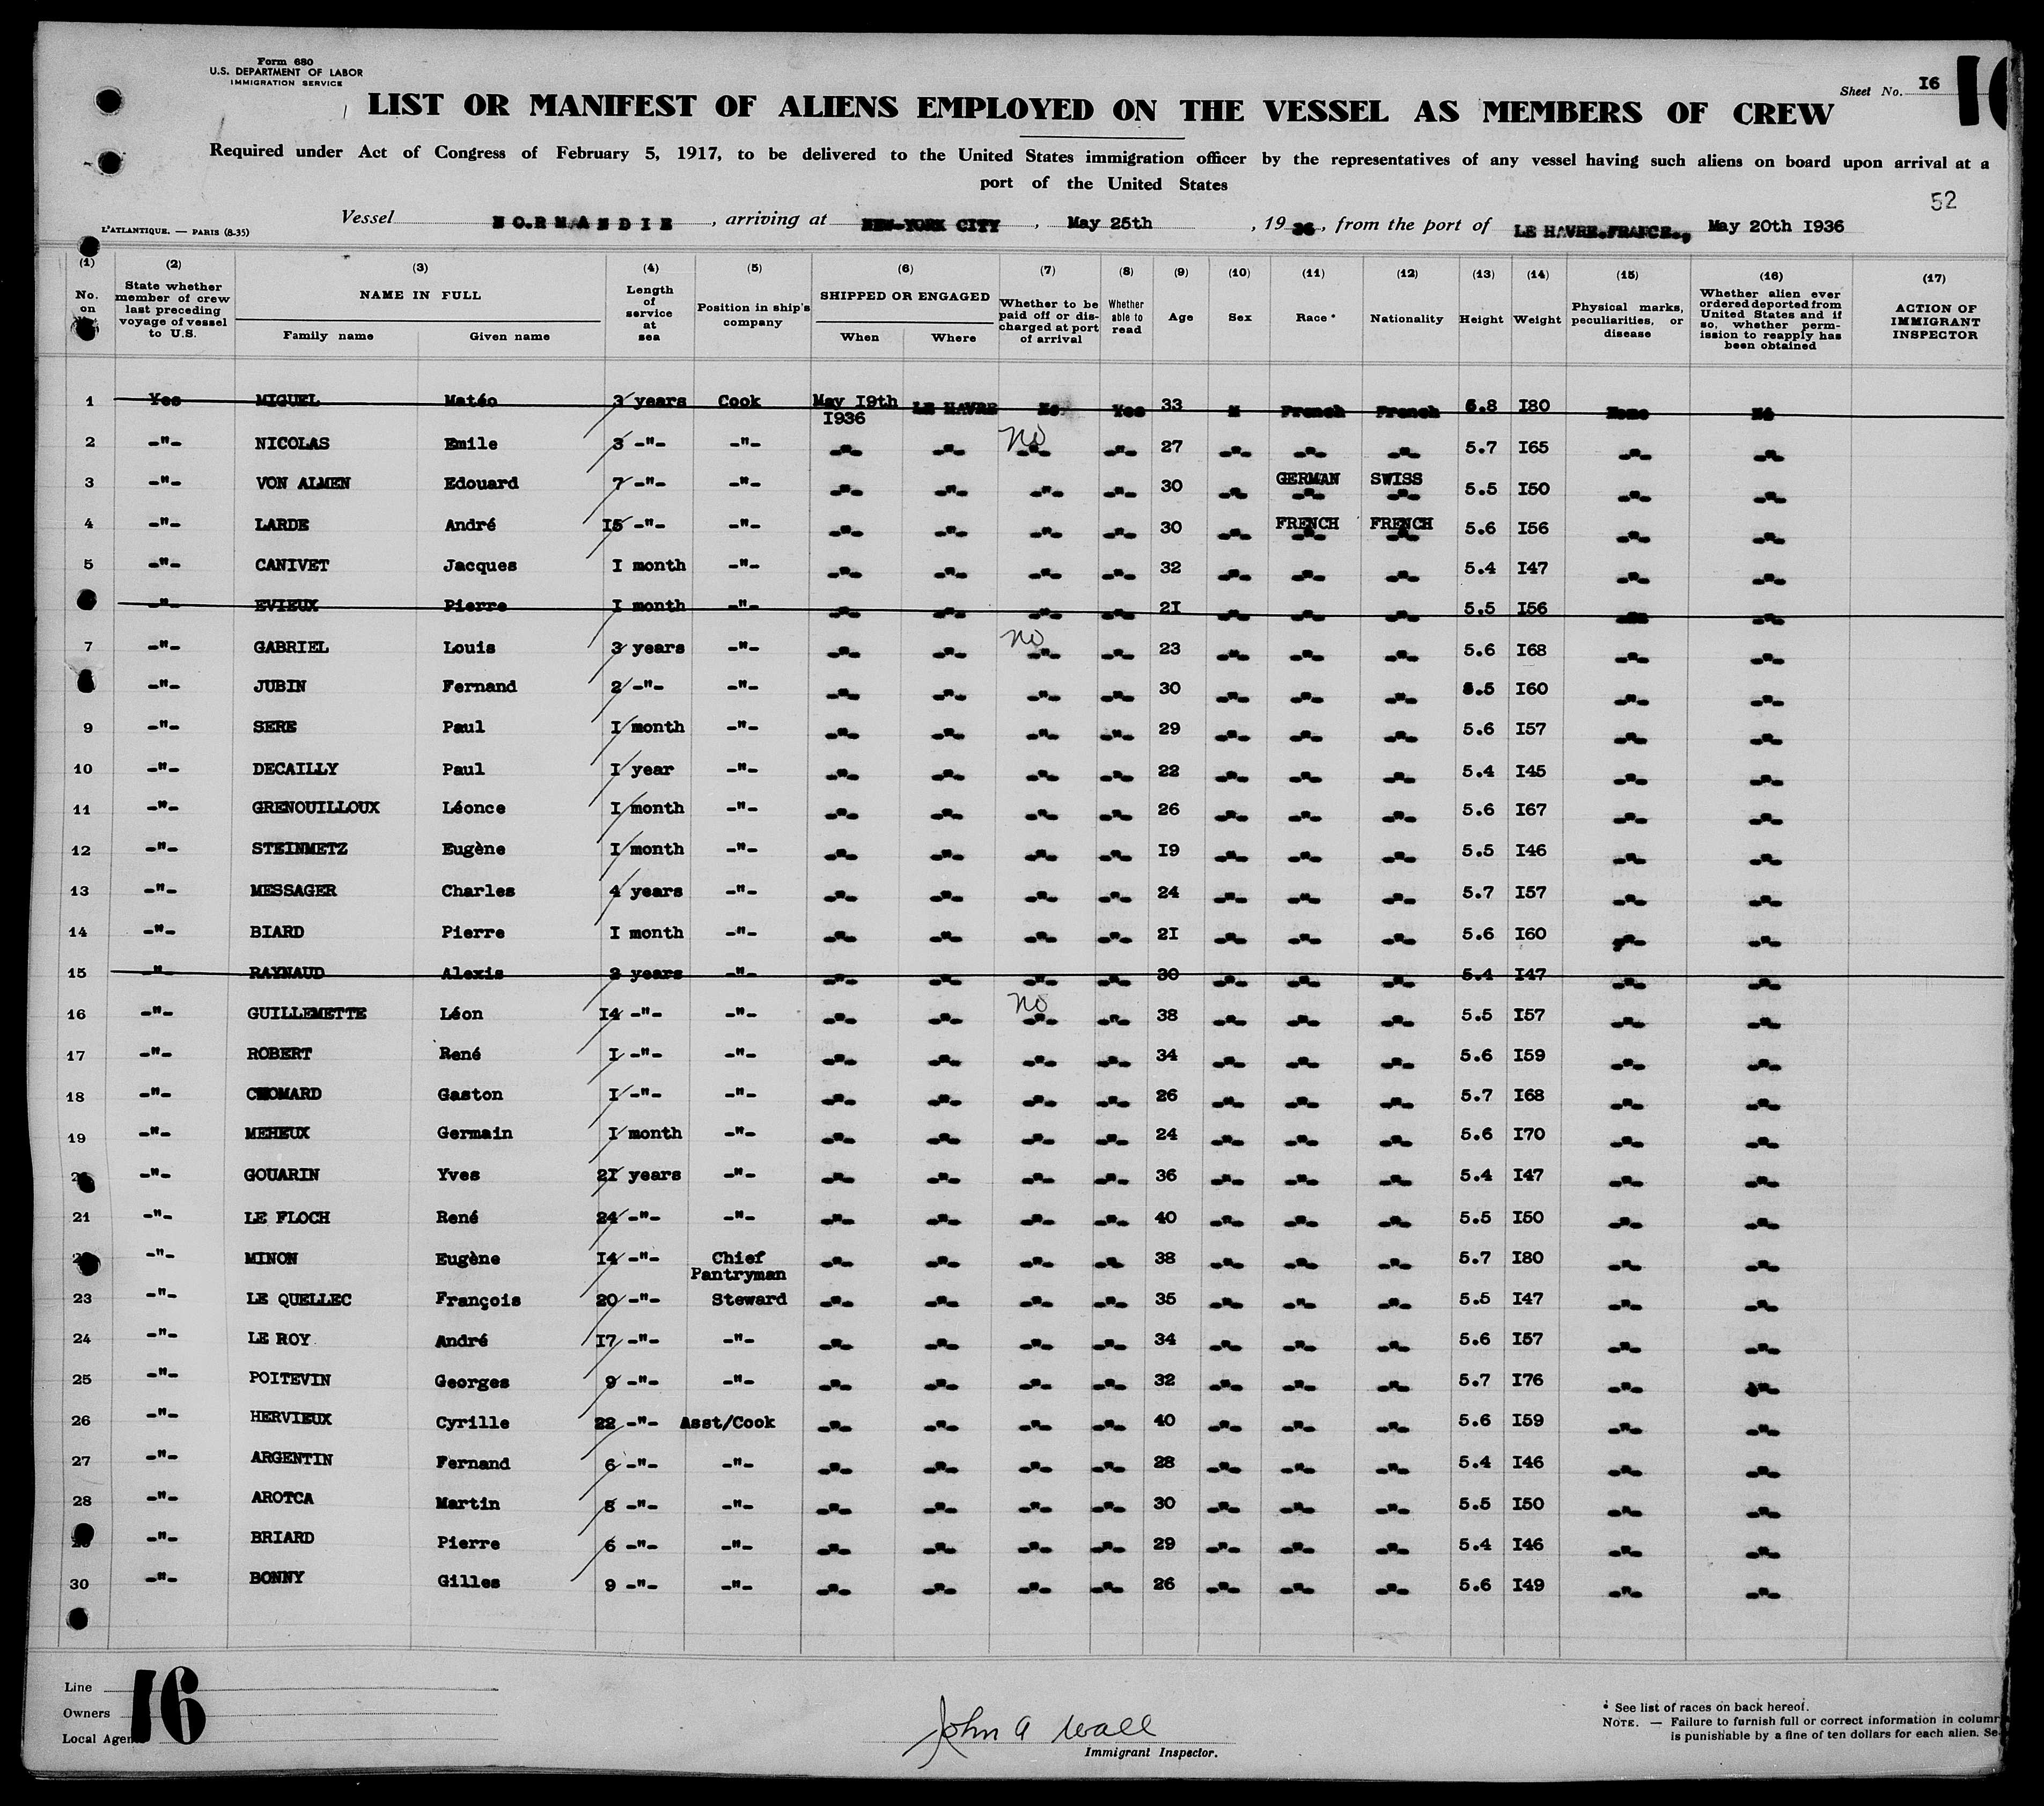 Form 680
U.S. DEPARTMENT OF LABOR
IMMIGRATION SERVICE
Sheet No. I6
LIST OR MANIFEST OF ALIENS EMPLOYED ON THE VESSEL AS MEMBERS OF CREW
Required under Act of Congress of February 5, 1917, to be delivered to the United States immigration officer by the representatives of any vessel having such aliens on board upon arrival at a
port of the United States
52
Vessel NORMANDIE, arriving at NEW-YORK CITY, May 25th, 1936, from the port of LE HAVRE.FRANCE., May 20th I936
L'ATLANTIQUE. — PARIS (8-35)
(1) No. on
(2) State whether member of crew last preceding voyage of vessel to U.S.
(3) NAME IN FULL Family name Given name
(4) Length of service at sea
(5) Position in ship's company
(6) SHIPPED OR ENGAGED When Where
(7) Whether to be paid off or discharged at port of arrival
(8) Whether able to read
(9) Age
(10) Sex
(11) Race *
(12) Nationality
(13) Height
(14) Weight
(15) Physical marks, peculiarities, or disease
(16) Whether alien ever ordered deported from United States and if so, whether permission to reapply has been obtained
(17) ACTION OF IMMIGRANT INSPECTOR
1 Yes MIGUEL Matéo 3 years Cook May I9th I936 LE HAVRE No Yes 33 M French French 5.8 I80 None No
2 -"- NICOLAS Emile 3 -"- -"- -"- -"- no -"- -"- 27 -"- -"- -"- 5.7 I65 -"- -"-
3 -"- VON ALMEN Edouard 7 -"- -"- -"- -"- -"- -"- 30 -"- GERMAN SWISS 5.5 I50 -"- -"-
4 -"- LARDE André I5 -"- -"- -"- -"- -"- -"- 30 -"- FRENCH FRENCH 5.6 I56 -"- -"-
5 -"- CANIVET Jacques I month -"- -"- -"- -"- -"- 32 -"- -"- -"- 5.4 I47 -"- -"-
-"- EVIEUX Pierre I month -"- -"- -"- -"- -"- 2I -"- -"- -"- 5.5 I56 -"- -"-
7 -"- GABRIEL Louis 3 years -"- -"- -"- no -"- -"- 23 -"- -"- -"- 5.6 I68 -"- -"-
-"- JUBIN Fernand 2 -"- -"- -"- -"- -"- -"- 30 -"- -"- -"- 5.5 I60 -"- -"-
9 -"- SERE Paul I month -"- -"- -"- -"- -"- 29 -"- -"- -"- 5.6 I57 -"- -"-
10 -"- DECAILLY Paul I year -"- -"- -"- -"- -"- 22 -"- -"- -"- 5.4 I45 -"- -"-
11 -"- GRENOUILLOUX Léonce I month -"- -"- -"- -"- -"- 26 -"- -"- -"- 5.6 I67 -"- -"-
12 -"- STEINMETZ Eugène I month -"- -"- -"- -"- -"- I9 -"- -"- -"- 5.5 I46 -"- -"-
13 -"- MESSAGER Charles 4 years -"- -"- -"- -"- -"- 24 -"- -"- -"- 5.7 I57 -"- -"-
14 -"- BIARD Pierre I month -"- -"- -"- -"- -"- 2I -"- -"- -"- 5.6 I60 -"- -"-
15 -"- RAYNAUD Alexis 2 years -"- -"- -"- -"- -"- 30 -"- -"- -"- 5.4 I47 -"- -"-
16 -"- GUILLEMETTE Léon I4 -"- -"- -"- -"- no -"- -"- 38 -"- -"- -"- 5.5 I57 -"- -"-
17 -"- ROBERT René I -"- -"- -"- -"- -"- -"- 34 -"- -"- -"- 5.6 I59 -"- -"-
18 -"- CHOMARD Gaston I -"- -"- -"- -"- -"- -"- 26 -"- -"- -"- 5.7 I68 -"- -"-
19 -"- MEHEUX Germain I month -"- -"- -"- -"- -"- 24 -"- -"- -"- 5.6 I70 -"- -"-
-"- GOUARIN Yves 2I years -"- -"- -"- -"- -"- 36 -"- -"- -"- 5.4 I47 -"- -"-
21 -"- LE FLOCH René 24 -"- -"- -"- -"- -"- -"- 40 -"- -"- -"- 5.5 I50 -"- -"-
-"- MINON Eugène I4 -"- Chief Pantryman -"- -"- -"- -"- 38 -"- -"- -"- 5.7 I80 -"- -"-
23 -"- LE QUELLEC François 20 -"- Steward -"- -"- -"- -"- 35 -"- -"- -"- 5.5 I47 -"- -"-
24 -"- LE ROY André I7 -"- -"- -"- -"- -"- -"- 34 -"- -"- -"- 5.6 I57 -"- -"-
25 -"- POITEVIN Georges 9 -"- -"- -"- -"- -"- -"- 32 -"- -"- -"- 5.7 I76 -"- -"-
26 -"- HERVIEUX Cyrille 22 -"- Asst/Cook -"- -"- -"- -"- 40 -"- -"- -"- 5.6 I59 -"- -"-
27 -"- ARGENTIN Fernand 6 -"- -"- -"- -"- -"- -"- 28 -"- -"- -"- 5.4 I46 -"- -"-
28 -"- AROTCA Martin 8 -"- -"- -"- -"- -"- -"- 30 -"- -"- -"- 5.5 I50 -"- -"-
-"- BRIARD Pierre 6 -"- -"- -"- -"- -"- -"- 29 -"- -"- -"- 5.4 I46 -"- -"-
30 -"- BONNY Gilles 9 -"- -"- -"- -"- -"- -"- 26 -"- -"- -"- 5.6 I49 -"- -"-
Line
Owners
Local Agen
16
John A Wall
Immigrant Inspector.
* See list of races on back hereof.
NOTE. — Failure to furnish full or correct information in column
is punishable by a fine of ten dollars for each alien. Se